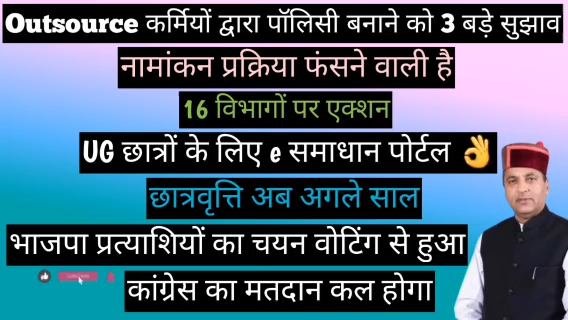 Outsource कर्मियों द्वारा पॉलिसी बनाने को 3 बड़े सुझाव
नामांकन प्रक्रिया फंसने वाली है
16 विभागों पर एक्शन
UG छात्रों के लिए e समाधान पोर्टल 👌
छात्रवृत्ति अब अगले साल
भाजपा प्रत्याशियों का चयन वोटिंग से हुआ
कांग्रेस का मतदान कल होगा